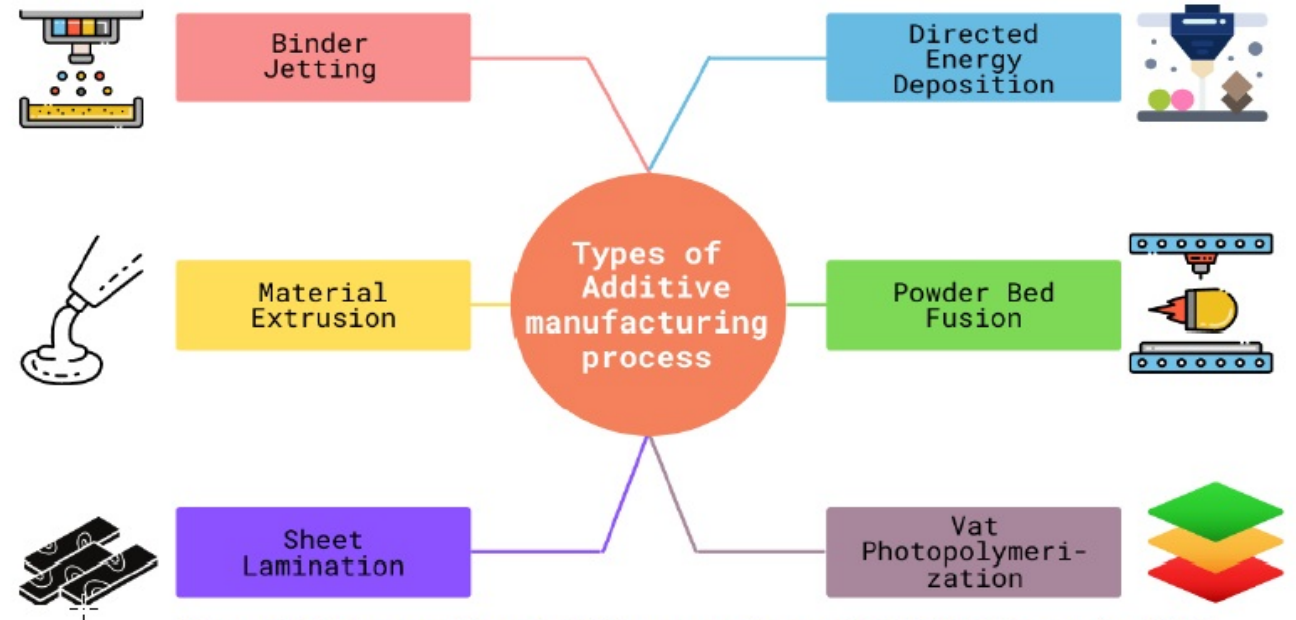 Binder
Jetting
Directed
Energy
Deposition
Types of
Additive
manufacturing
process
Material
Extrusion
Powder Bed
Fusion
Sheet
Lamination
Vat
Photopolymeri-
zation